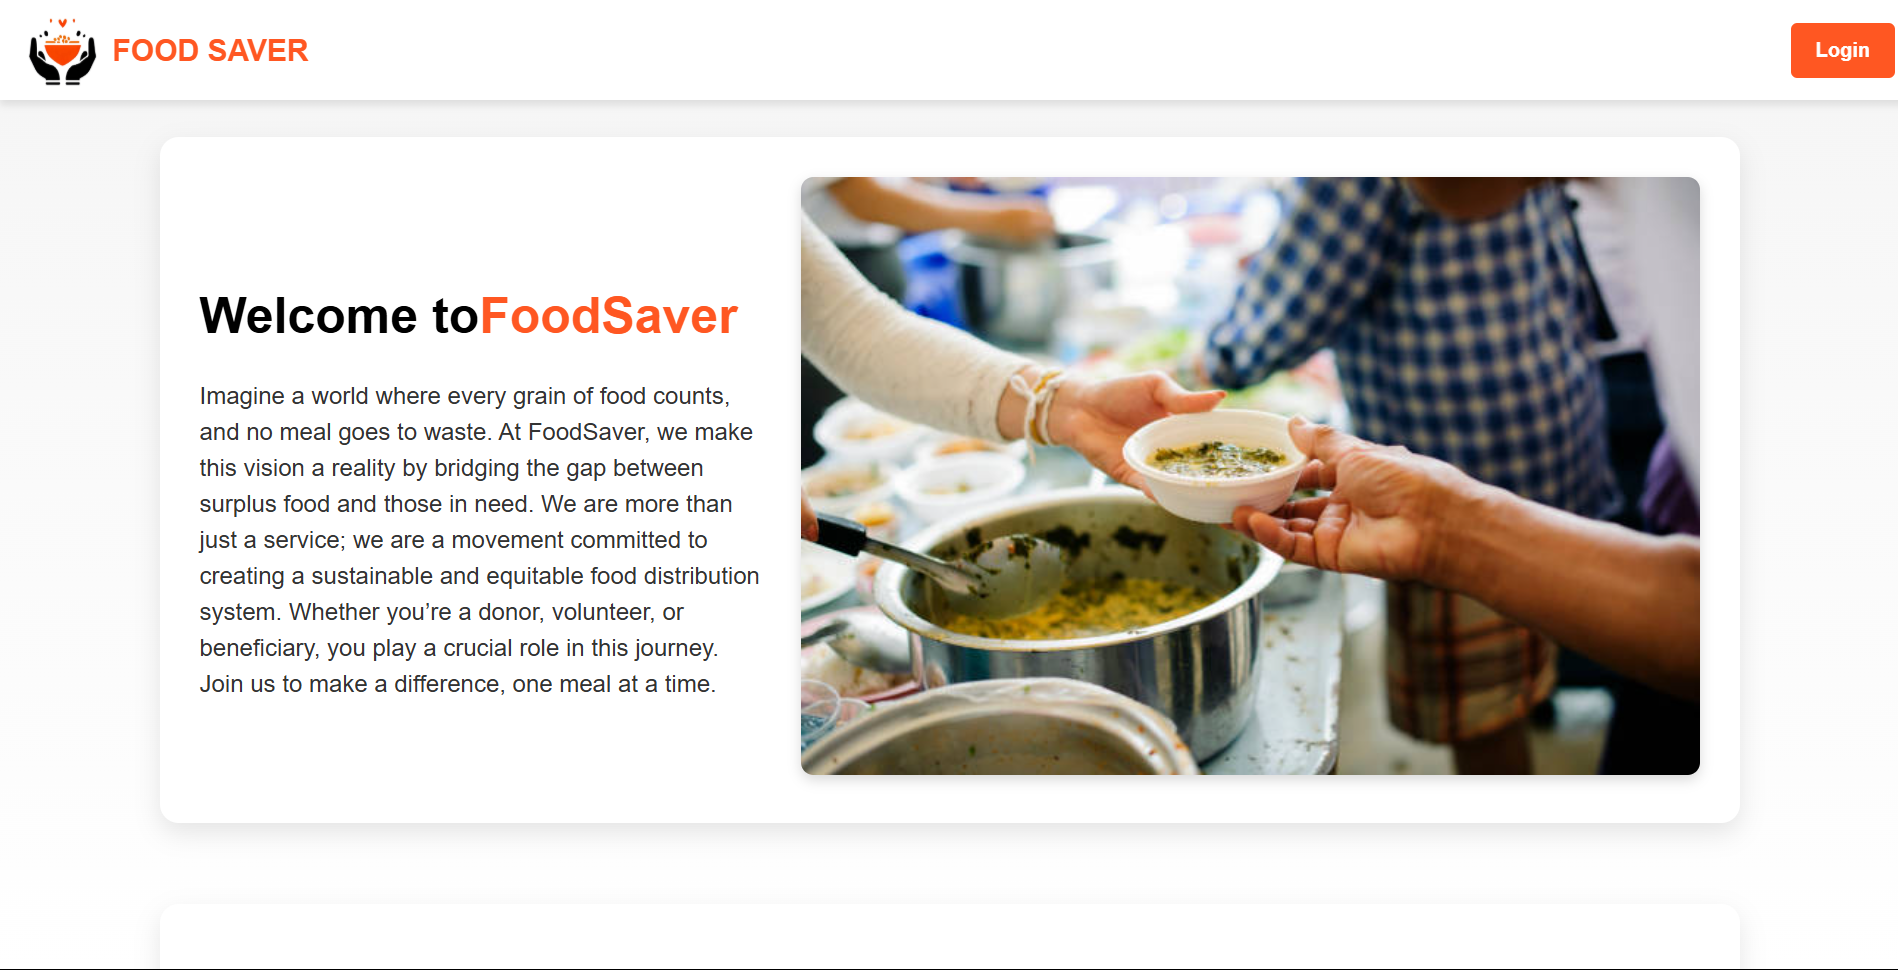 FOOD SAVER
Login
Welcome toFoodSaver
Imagine a world where every grain of food counts,
and no meal goes to waste. At FoodSaver, we make
this vision a reality by bridging the gap between
surplus food and those in need. We are more than
just a service; we are a movement committed to
creating a sustainable and equitable food distribution
system. Whether you’re a donor, volunteer, or
beneficiary, you play a crucial role in this journey.
Join us to make a difference, one meal at a time.